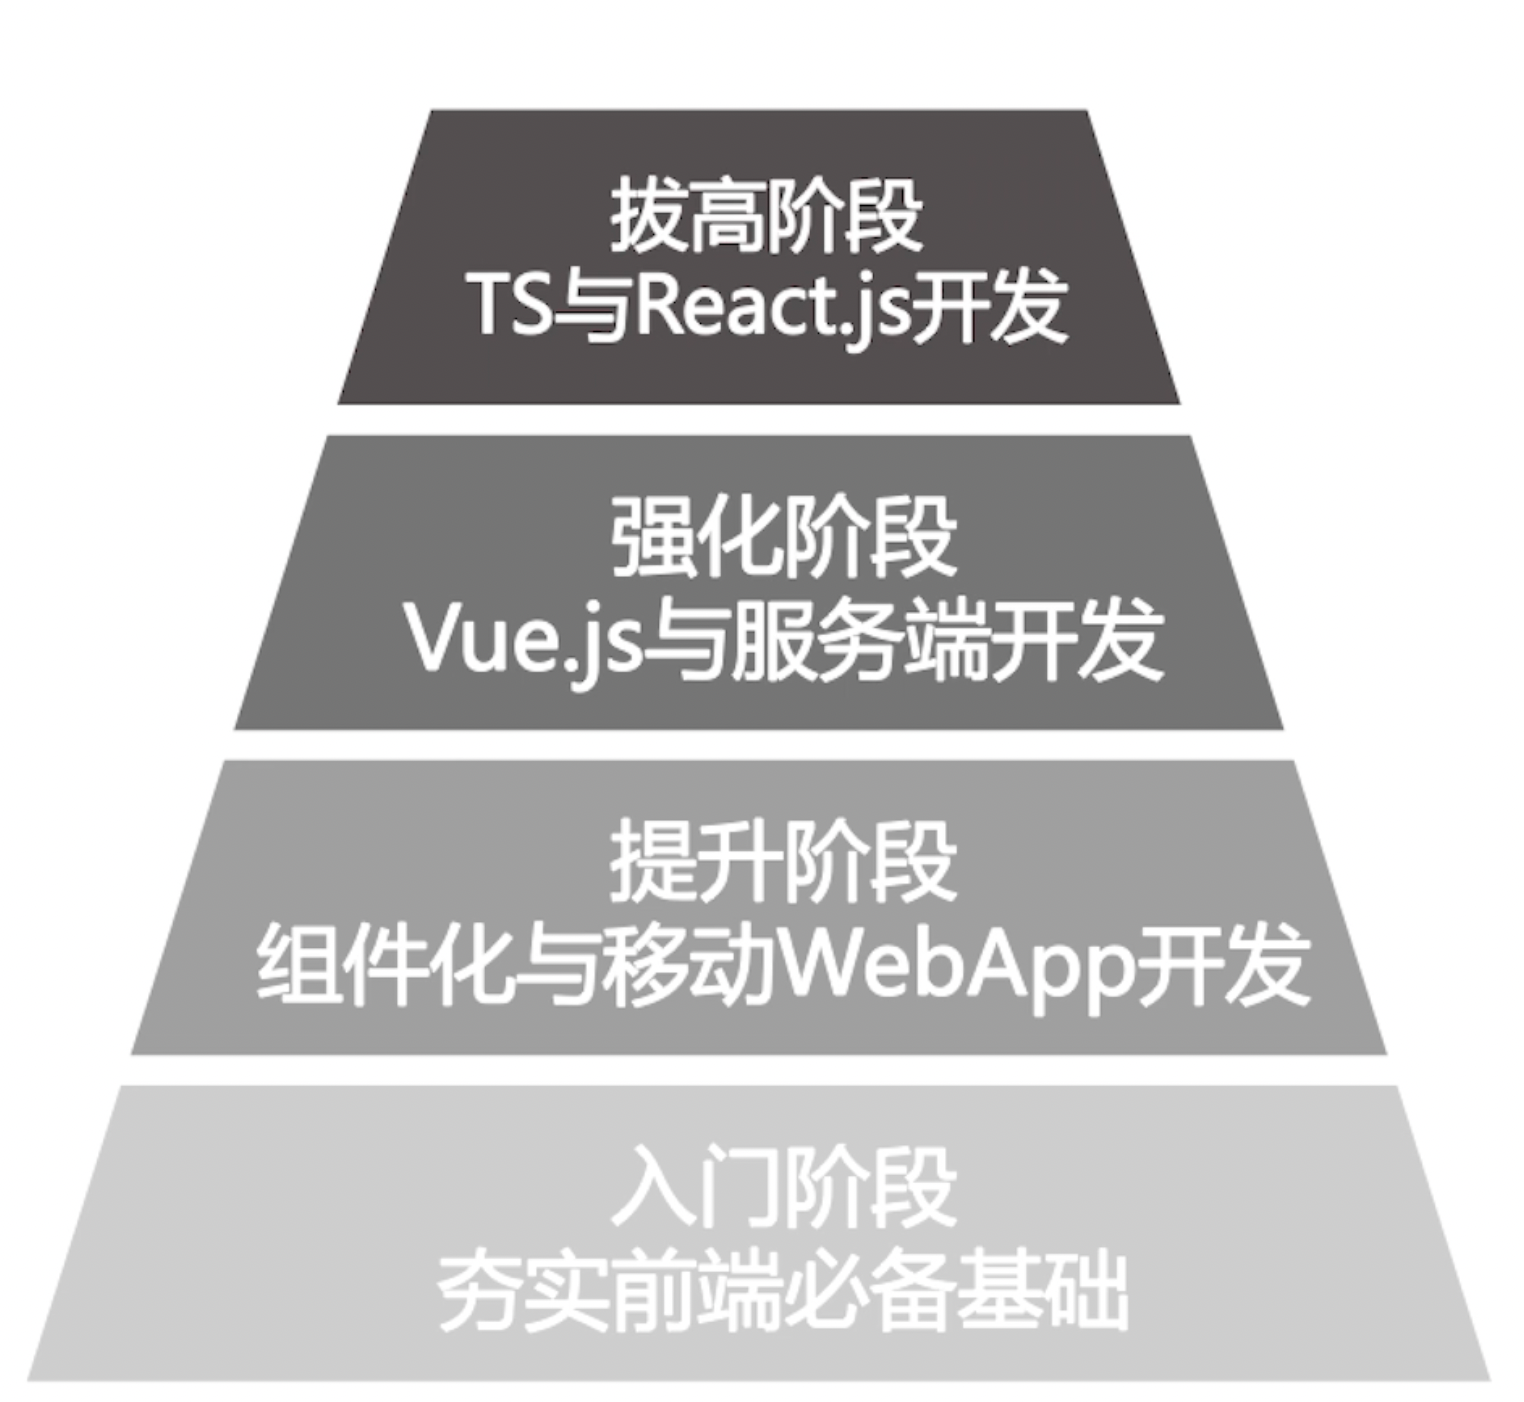 拔高阶段
TS与React.js开发
强化阶段
Vue.js与服务端开发
提升阶段
组件化与移动WebApp开发
入门阶段
夯实前端必备基础